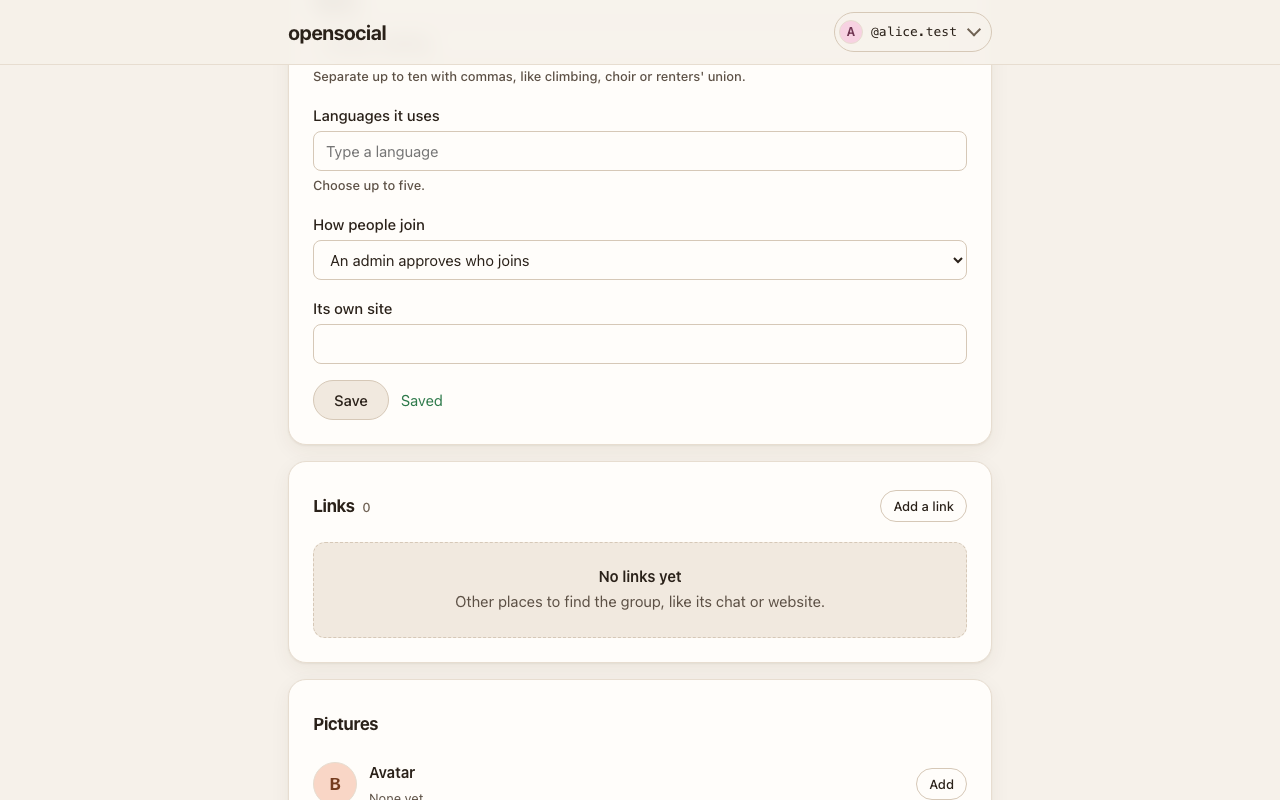 opensocial
A @alice.test
Separate up to ten with commas, like climbing, choir or renters' union.
Languages it uses
Type a language
Choose up to five.
How people join
An admin approves who joins
Its own site
Save Saved
Links 0 Add a link
No links yet
Other places to find the group, like its chat or website.
Pictures
B Avatar Add
None yet